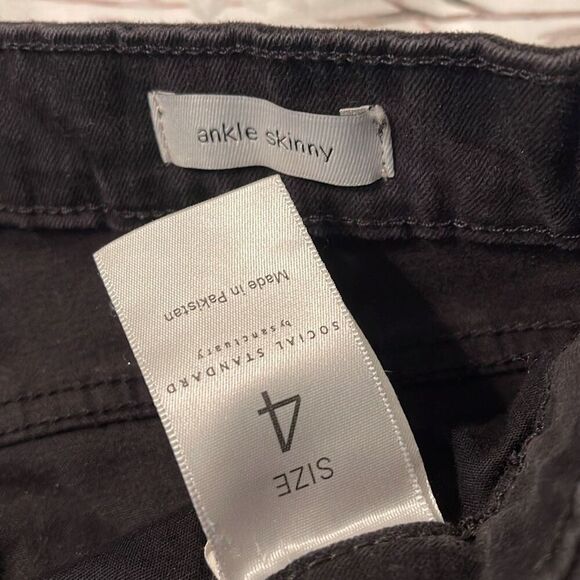 ankle skinny
SIZE
4
SOCIAL STANDARD
by sanctuary
Made in Pakistan